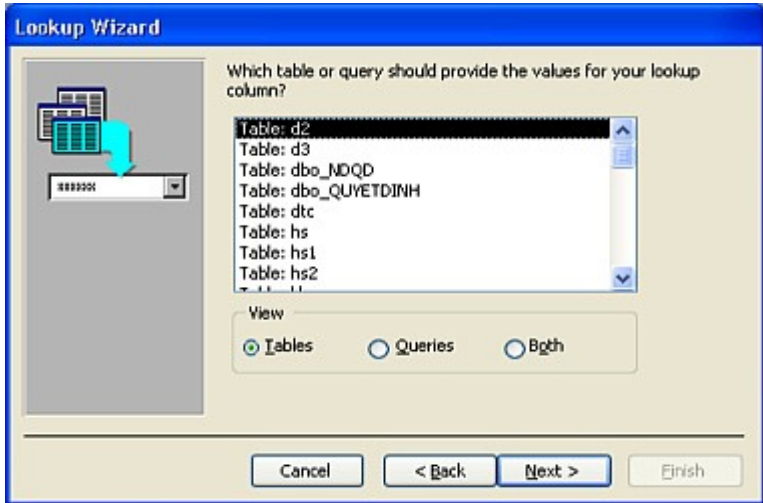 Lookup Wizard
Which table or query should provide the values for your lookup
column?
Table: d2
Table: d3
Table: dbo_NDQD
Table: dbo_QUYETDINH
Table: dtc
Table: hs
Table: hs1
Table: hs2
View
Tables
Queries
Both
Cancel
< Back
Next >
Finish